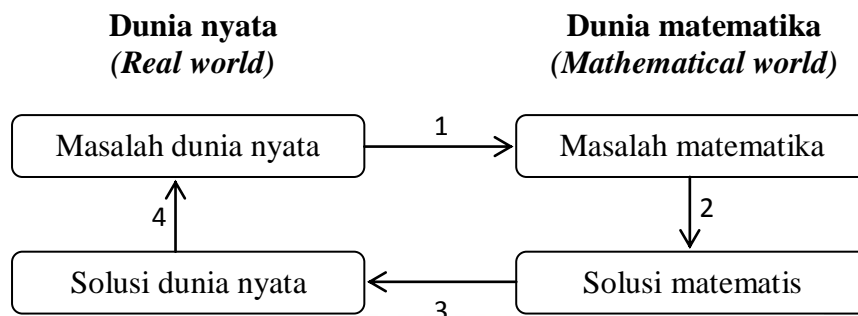 Dunia nyata
(Real world)
Dunia matematika
(Mathematical world)
Masalah dunia nyata
1
Masalah matematika
4
2
Solusi dunia nyata
3
Solusi matematis